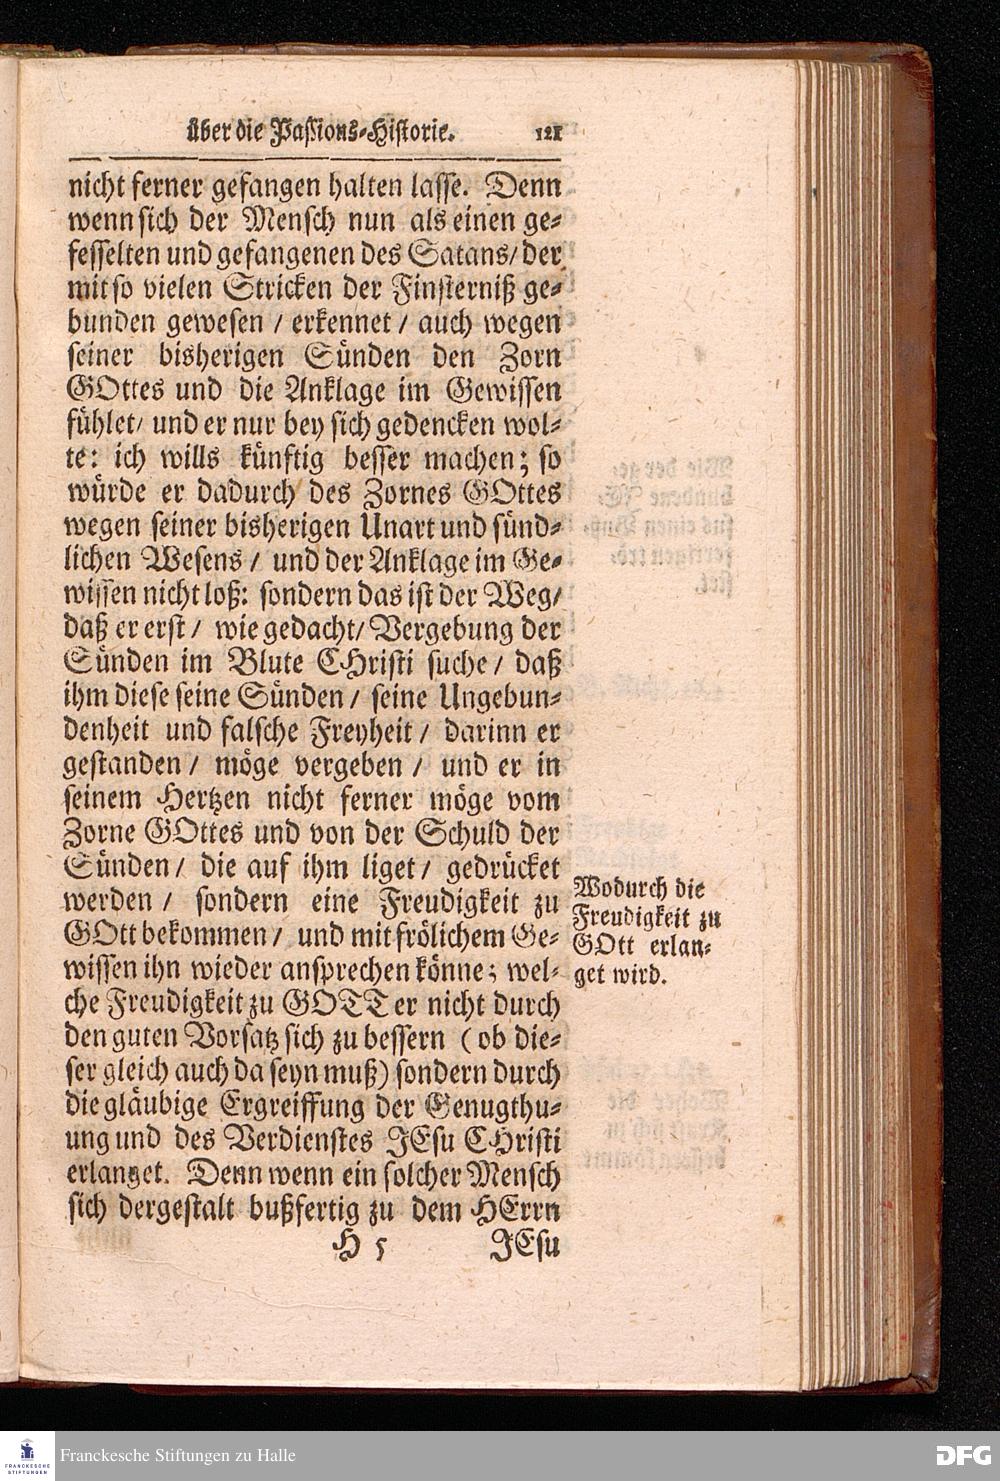 über die Passions-Historie. 121
nicht ferner gefangen halten lasse. Denn
wenn sich der Mensch nun als einen ge-
fesselten und gefangenen des Satans/ der
mit so vielen Stricken der Finsterniß ge-
bunden gewesen / erkennet / auch wegen
seiner bisherigen Sünden den Zorn
GOttes und die Anklage im Gewissen
fühlet/ und er nur bey sich gedencken wol-
te: ich wills künftig besser machen; so
würde er dadurch des Zornes GOttes
wegen seiner bisherigen Unart und sünd-
lichen Wesens / und der Anklage im Ge-
wissen nicht loß: sondern das ist der Weg/
daß er erst / wie gedacht/ Vergebung der
Sünden im Blute CHristi suche / daß
ihm diese seine Sünden / seine Ungebun-
denheit und falsche Freyheit / darinn er
gestanden / möge vergeben / und er in
seinem Hertzen nicht ferner möge vom
Zorne GOttes und von der Schuld der
Sünden / die auf ihm liget / gedrücket
werden / sondern eine Freudigkeit zu
GOtt bekommen / und mit frölichem Ge-
wissen ihn wieder ansprechen könne; wel-
che Freudigkeit zu GOTT er nicht durch
den guten Vorsatz sich zu bessern ( ob die-
ser gleich auch da seyn muß) sondern durch
die gläubige Ergreiffung der Genugthu-
ung und des Verdienstes JEsu CHristi
erlanget. Denn wenn ein solcher Mensch
sich dergestalt bußfertig zu dem HErrn
H 5 JEsu
Wodurch die
Freudigkeit zu
GOtt erlan-
get wird.
FRANCKESCHE
STIFTUNGEN
Franckesche Stiftungen zu Halle
DFG